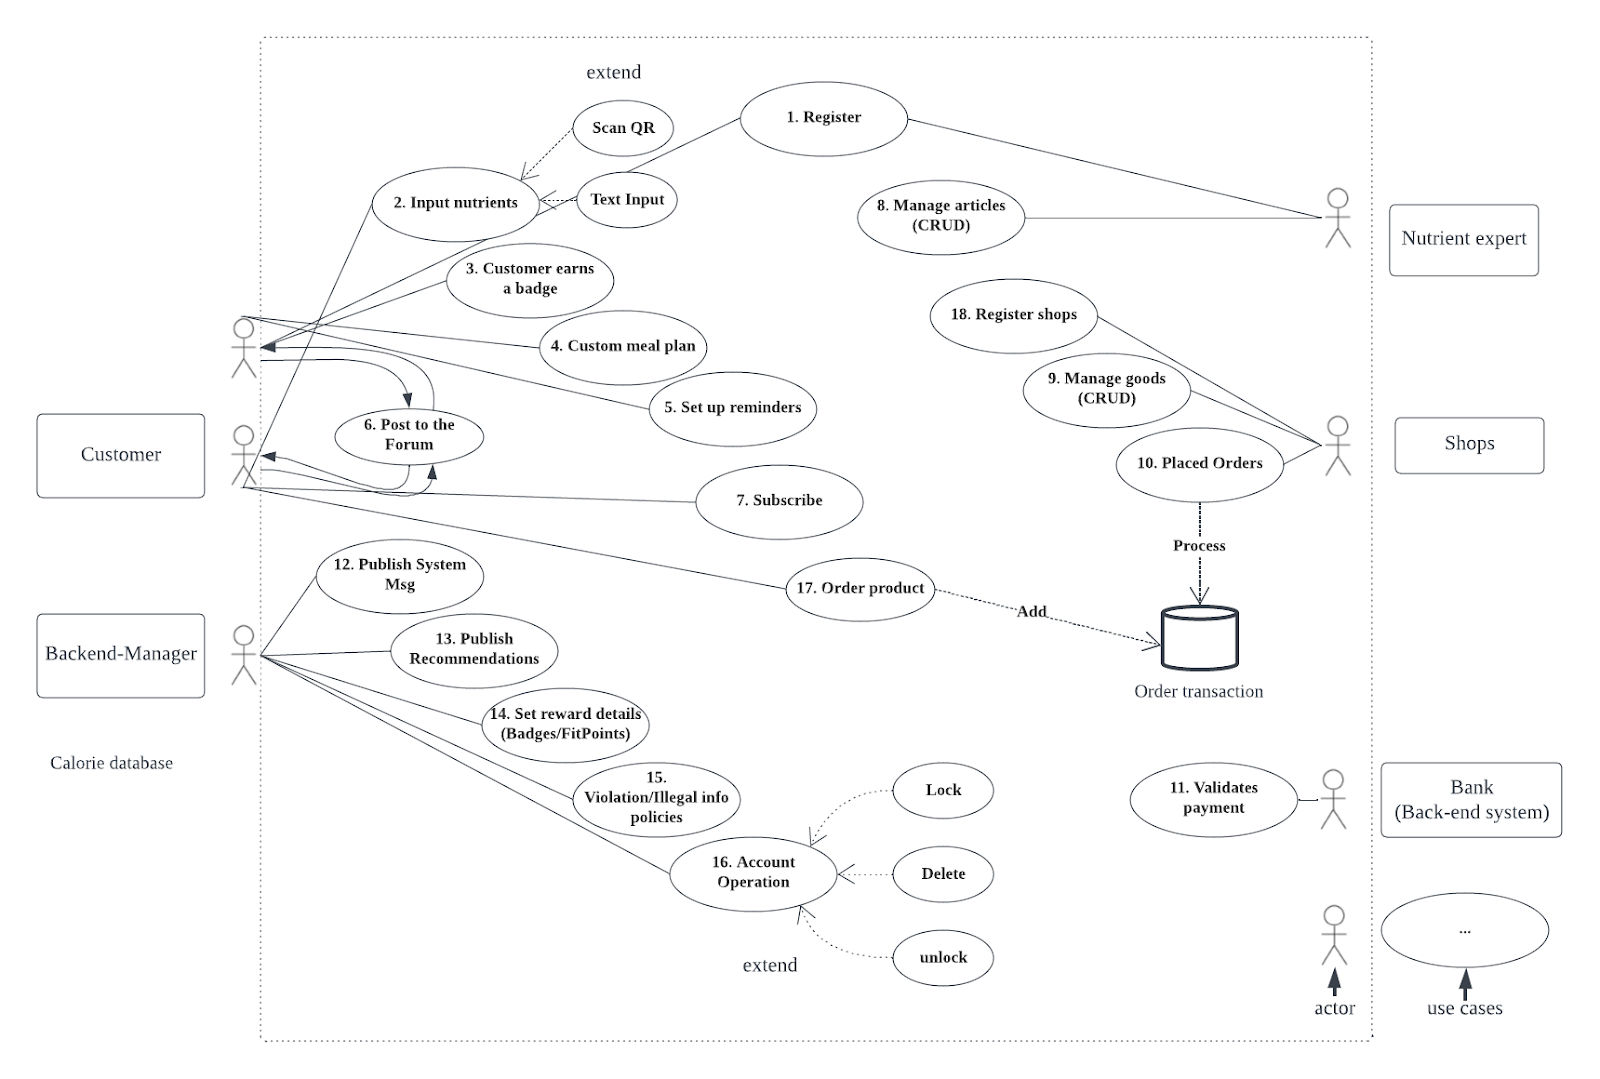 extend
Scan QR
1. Register
2. Input nutrients
Text Input
8. Manage articles
(CRUD)
Nutrient expert
3. Customer earns
a badge
18. Register shops
4. Custom meal plan
9. Manage goods
(CRUD)
5. Set up reminders
6. Post to the
Forum
Customer
Shops
10. Placed Orders
7. Subscribe
Process
12. Publish System
Msg
17. Order product
Add
13. Publish
Recommendations
Backend-Manager
Order transaction
14. Set reward details
(Badges/FitPoints)
Calorie database
15.
Violation/Illegal info
policies
Lock
11. Validates
payment
Bank
(Back-end system)
16. Account
Operation
Delete
...
unlock
extend
actor
use cases